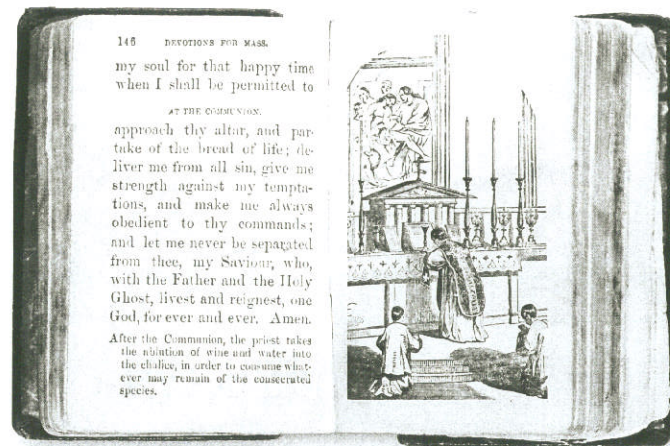 146 DEVOTIONS FOR MASS.
my soul for that happy time
when I shall be permitted to
AT THE COMMUNION.
approach thy altar, and par-
take of the bread of life; de-
liver me from all sin, give me
strength against my tempta-
tions, and make me always
obedient to thy commands;
and let me never be separated
from thee, my Saviour, who,
with the Father and the Holy
Ghost, livest and reignest, one
God, for ever and ever. Amen.
After the Communion, the priest takes
the ablution of wine and water into
the chalice, in order to consume what-
ever may remain of the consecrated
species.